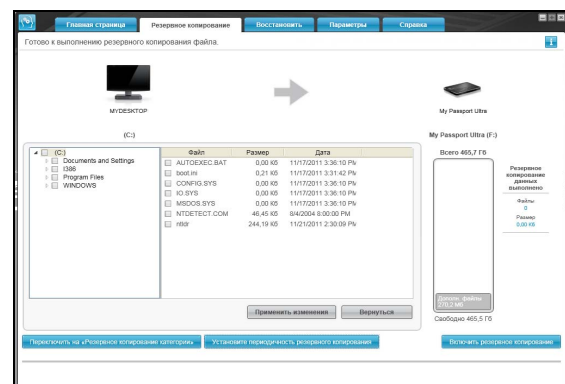 Главная страница
Резервное копирование
Восстановить
Параметры
Справка
Готово к выполнению резервного копирования файла.
i
MYDESKTOP
My Passport Ultra
(C:)
My Passport Ultra (F:)
(C:)
Documents and Settings
I386
Program Files
WINDOWS
Файл Размер Дата
AUTOEXEC.BAT 0,00 Кб 11/17/2011 3:36:10 PM
boot.ini 0,21 Кб 11/17/2011 3:31:42 PM
CONFIG.SYS 0,00 Кб 11/17/2011 3:36:10 PM
IO.SYS 0,00 Кб 11/17/2011 3:36:10 PM
MSDOS.SYS 0,00 Кб 11/17/2011 3:36:10 PM
NTDETECT.COM 46,45 Кб 8/4/2004 8:00:00 PM
ntldr 244,19 Кб 11/21/2011 2:30:09 PM
Всего 465,7 Гб
Резервное
копирование
данных
выполнено
Файлы
0
Размер
0,00 Кб
Дополн. файлы
270,2 Мб
Свободно 465,5 Гб
Применить изменения
Вернуться
Переключить на «Резервное копирование категории»
Установите периодичность резервного копирования
Включить резервное копирование